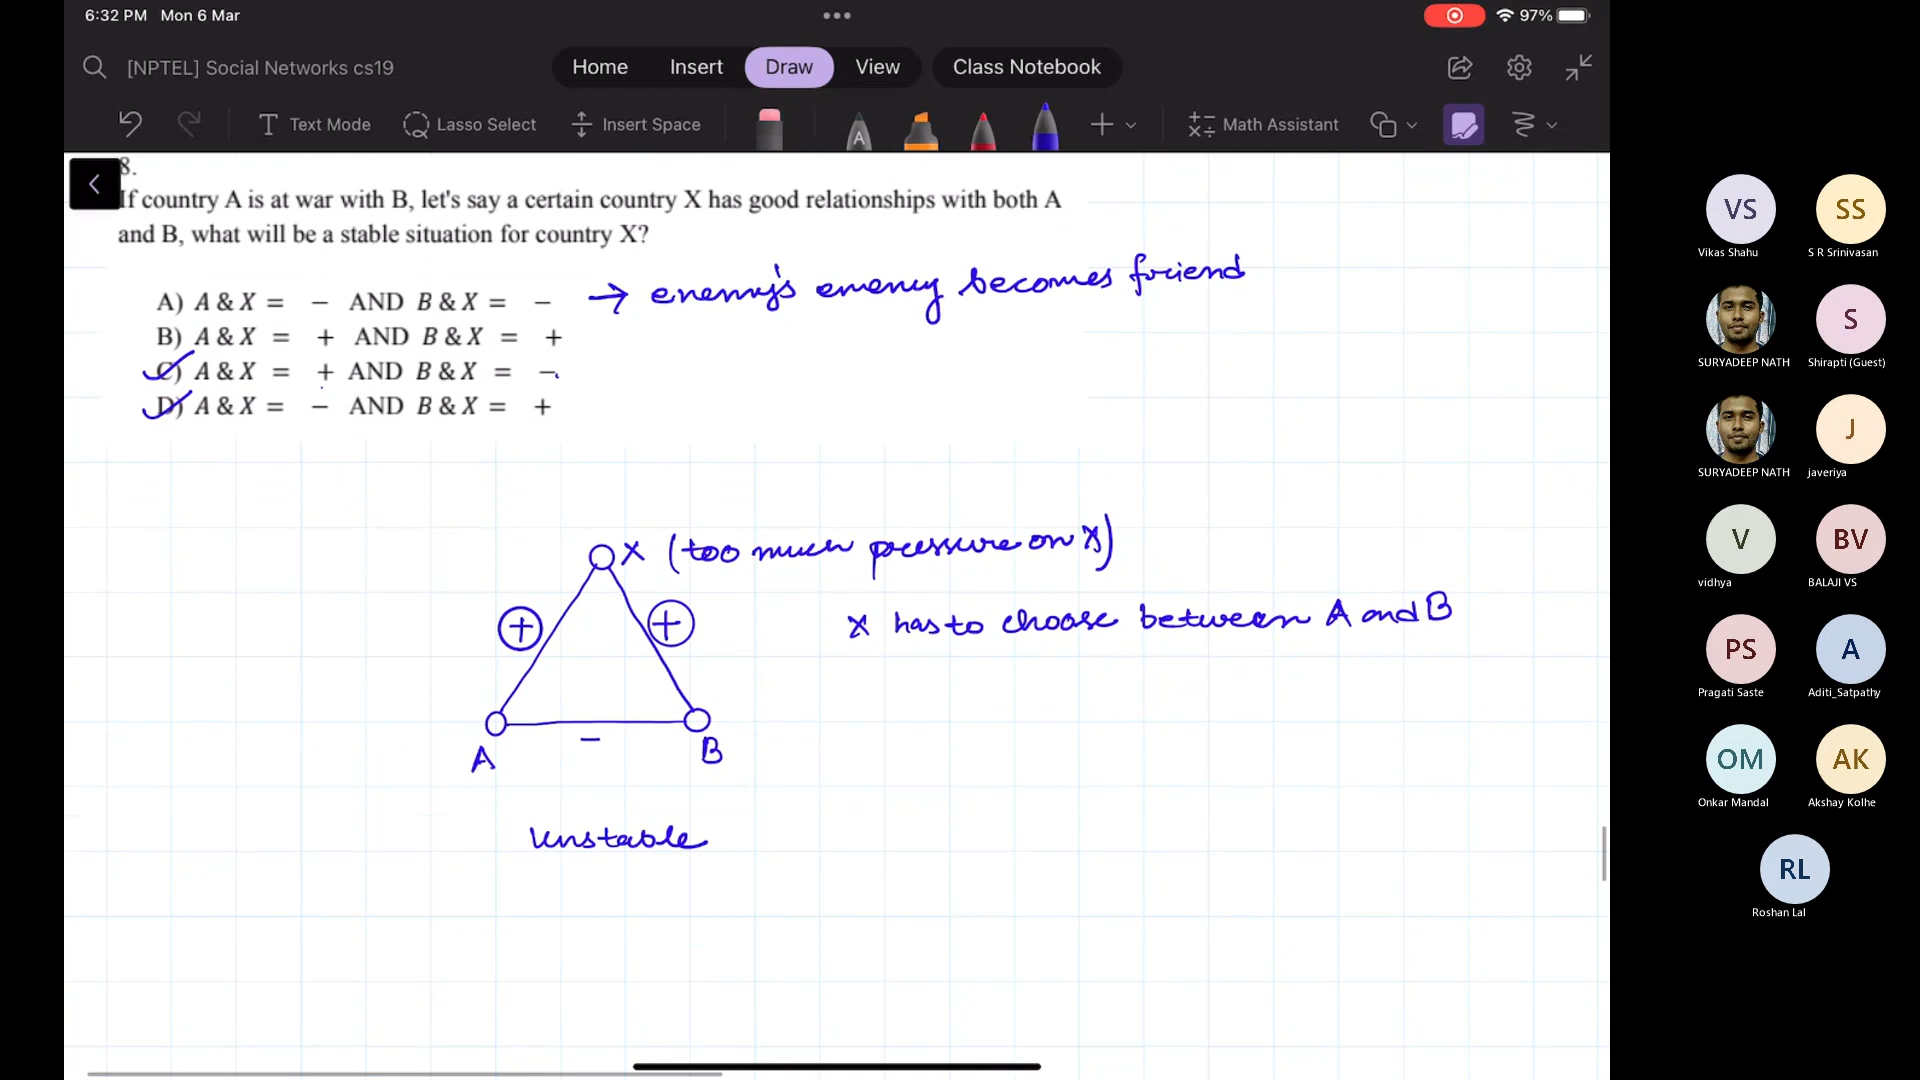 6:32 PM Mon 6 Mar
97%
[NPTEL] Social Networks cs19
Home Insert Draw View Class Notebook
Text Mode Lasso Select Insert Space A Math Assistant
8.
If country A is at war with B, let's say a certain country X has good relationships with both A
and B, what will be a stable situation for country X?
A) A & X = - AND B & X = - → enemy's enemy becomes friend
B) A & X = + AND B & X = +
C) A & X = + AND B & X = -
D) A & X = - AND B & X = +
X (too much pressure on X)
+ +
X has to choose between A and B
-
A B
Unstable
VS SS
Vikas Shahu S R Srinivasan
S
SURYADEEP NATH Shirapti (Guest)
J
SURYADEEP NATH javeriya
V BV
vidhya BALAJI VS
PS A
Pragati Saste Aditi_Satpathy
OM AK
Onkar Mandal Akshay Kolhe
RL
Roshan Lal